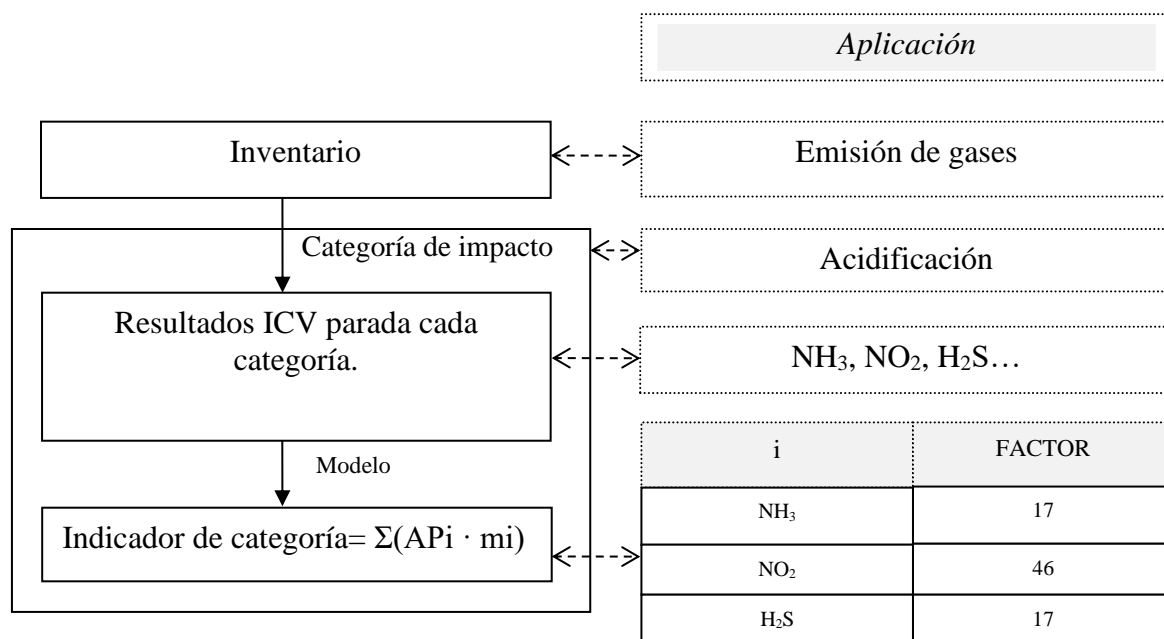 Aplicación
Inventario
Emisión de gases
Categoría de impacto
Acidificación
Resultados ICV parada cada
categoría.
NH₃, NO₂, H₂S…
Modelo
Indicador de categoría= Σ(APi · mi)
i FACTOR
NH₃ 17
NO₂ 46
H₂S 17